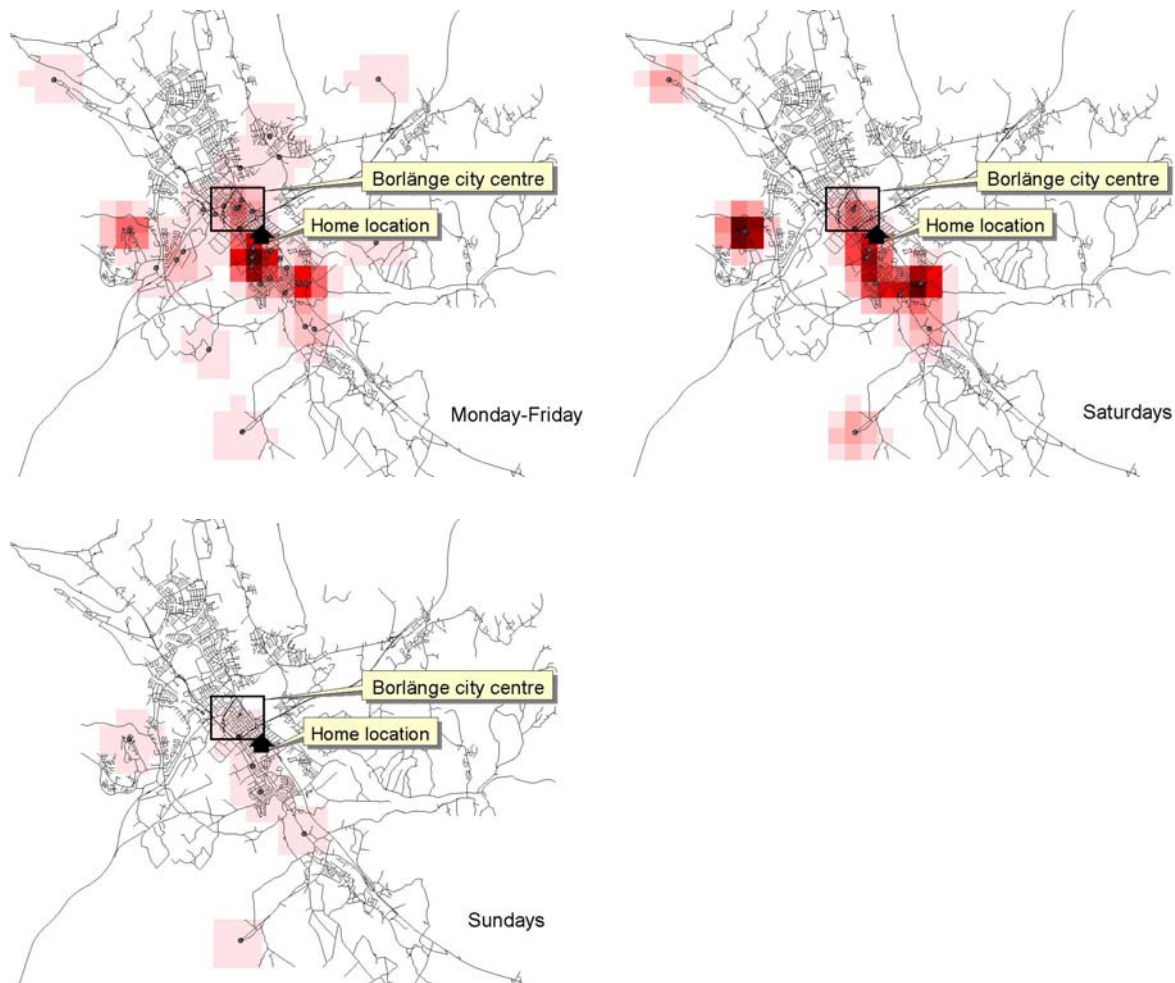 Borlänge city centre
Home location
Monday-Friday
Borlänge city centre
Home location
Saturdays
Borlänge city centre
Home location
Sundays